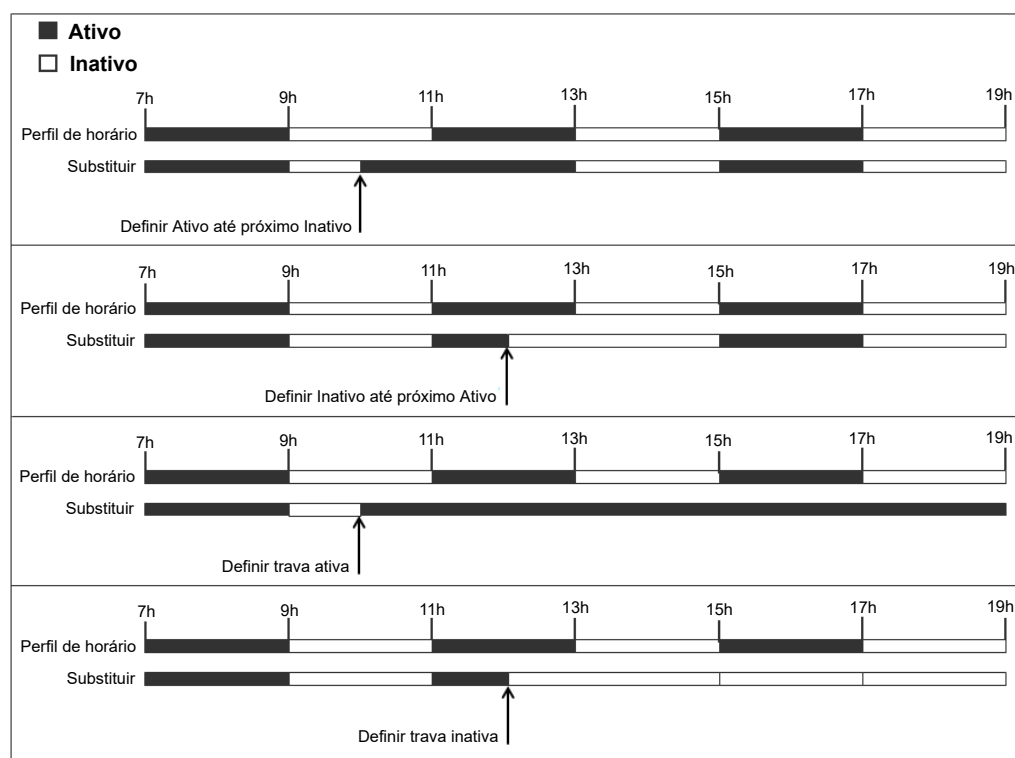 Ativo
Inativo
7h 9h 11h 13h 15h 17h 19h
Perfil de horário
Substituir
Definir Ativo até próximo Inativo
7h 9h 11h 13h 15h 17h 19h
Perfil de horário
Substituir
Definir Inativo até próximo Ativo
7h 9h 11h 13h 15h 17h 19h
Perfil de horário
Substituir
Definir trava ativa
7h 9h 11h 13h 15h 17h 19h
Perfil de horário
Substituir
Definir trava inativa